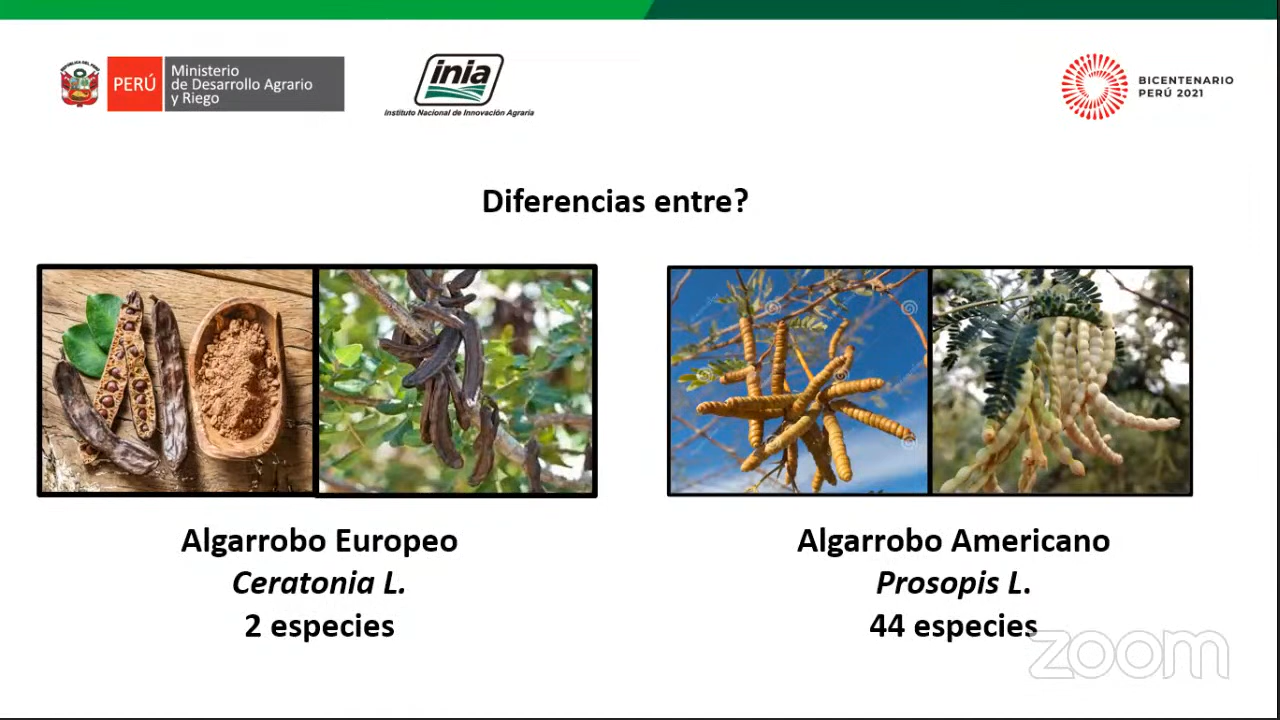 PERÚ
Ministerio
de Desarrollo Agrario
y Riego
inia
Instituto Nacional de Innovación Agraria
BICENTENARIO
PERÚ 2021
Diferencias entre?
Algarrobo Europeo
Ceratonia L.
2 especies
Algarrobo Americano
Prosopis L.
44 especies
zoom